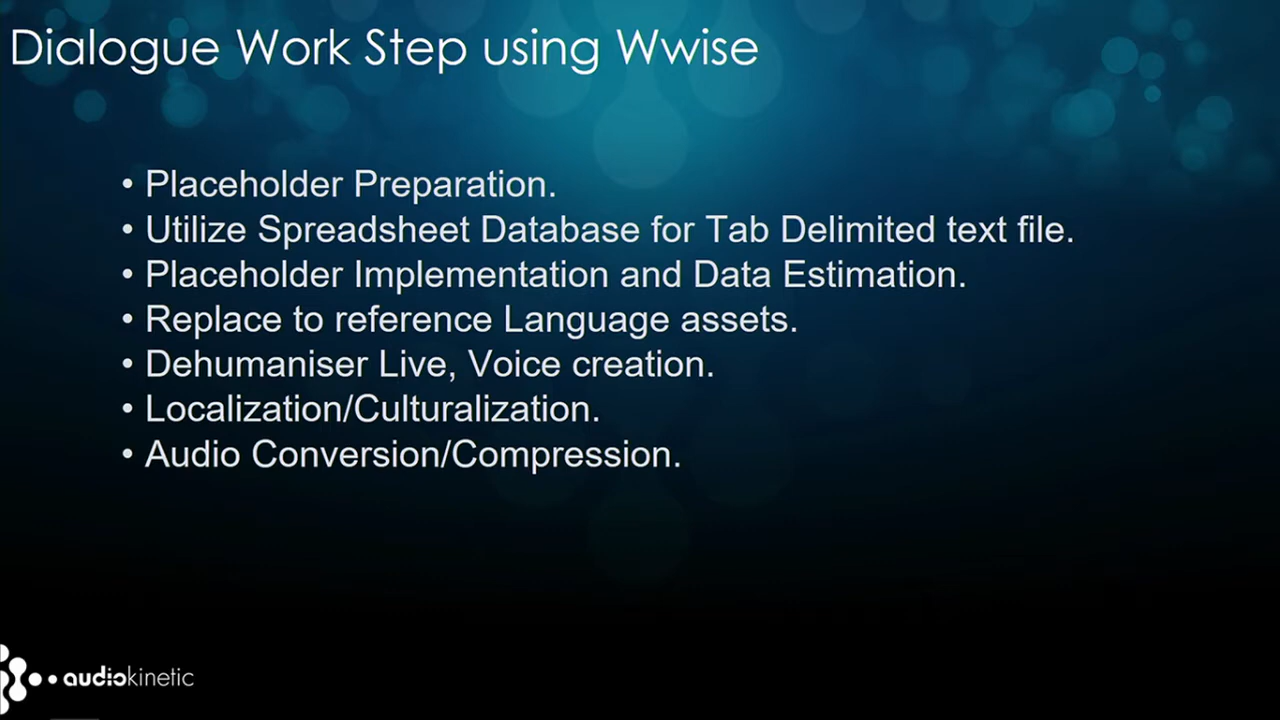 Dialogue Work Step using Wwise
• Placeholder Preparation.
• Utilize Spreadsheet Database for Tab Delimited text file.
• Placeholder Implementation and Data Estimation.
• Replace to reference Language assets.
• Dehumaniser Live, Voice creation.
• Localization/Culturalization.
• Audio Conversion/Compression.
audiokinetic